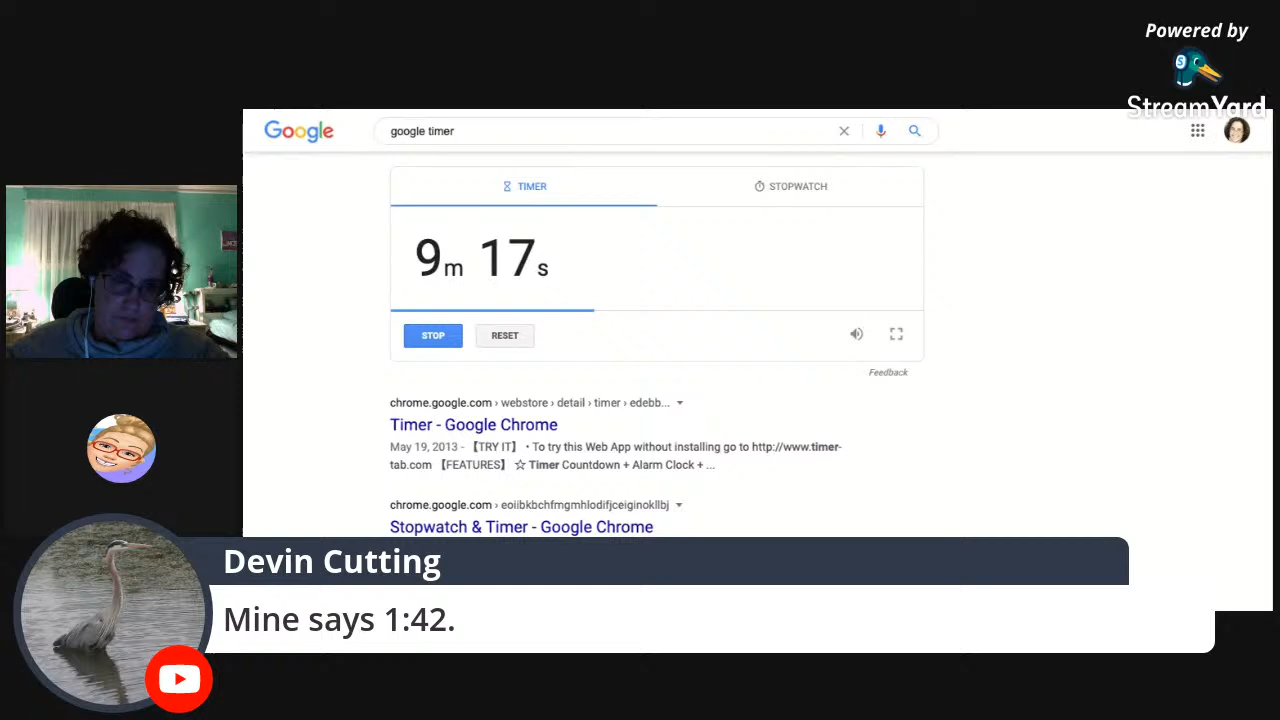 Powered by
StreamYard
Google
google timer
TIMER
STOPWATCH
9m 17s
STOP
RESET
Feedback
chrome.google.com › webstore › detail › timer › edebb...
Timer - Google Chrome
May 19, 2013 - 【TRY IT】 • To try this Web App without installing go to http://www.timer-
tab.com 【FEATURES】 ☆ Timer Countdown + Alarm Clock + ...
chrome.google.com › eoiibkbchfmgmhlodifjceiginokllbj
Stopwatch & Timer - Google Chrome
Devin Cutting
Mine says 1:42.